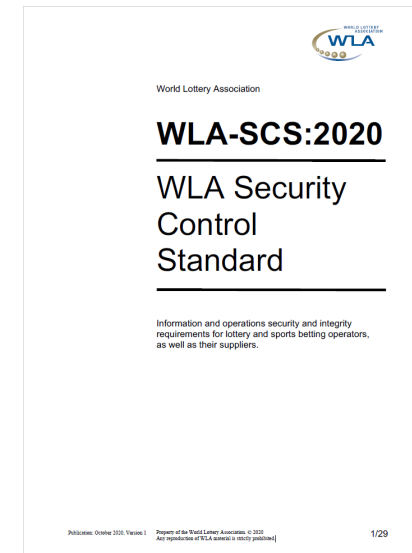 WORLD LOTTERY
ASSOCIATION
WLA
World Lottery Association
WLA-SCS:2020
WLA Security
Control
Standard
Information and operations security and integrity
requirements for lottery and sports betting operators,
as well as their suppliers.
Publication: October 2020, Version 1 Property of the World Lottery Association. © 2020
Any reproduction of WLA material is strictly prohibited.
1/29